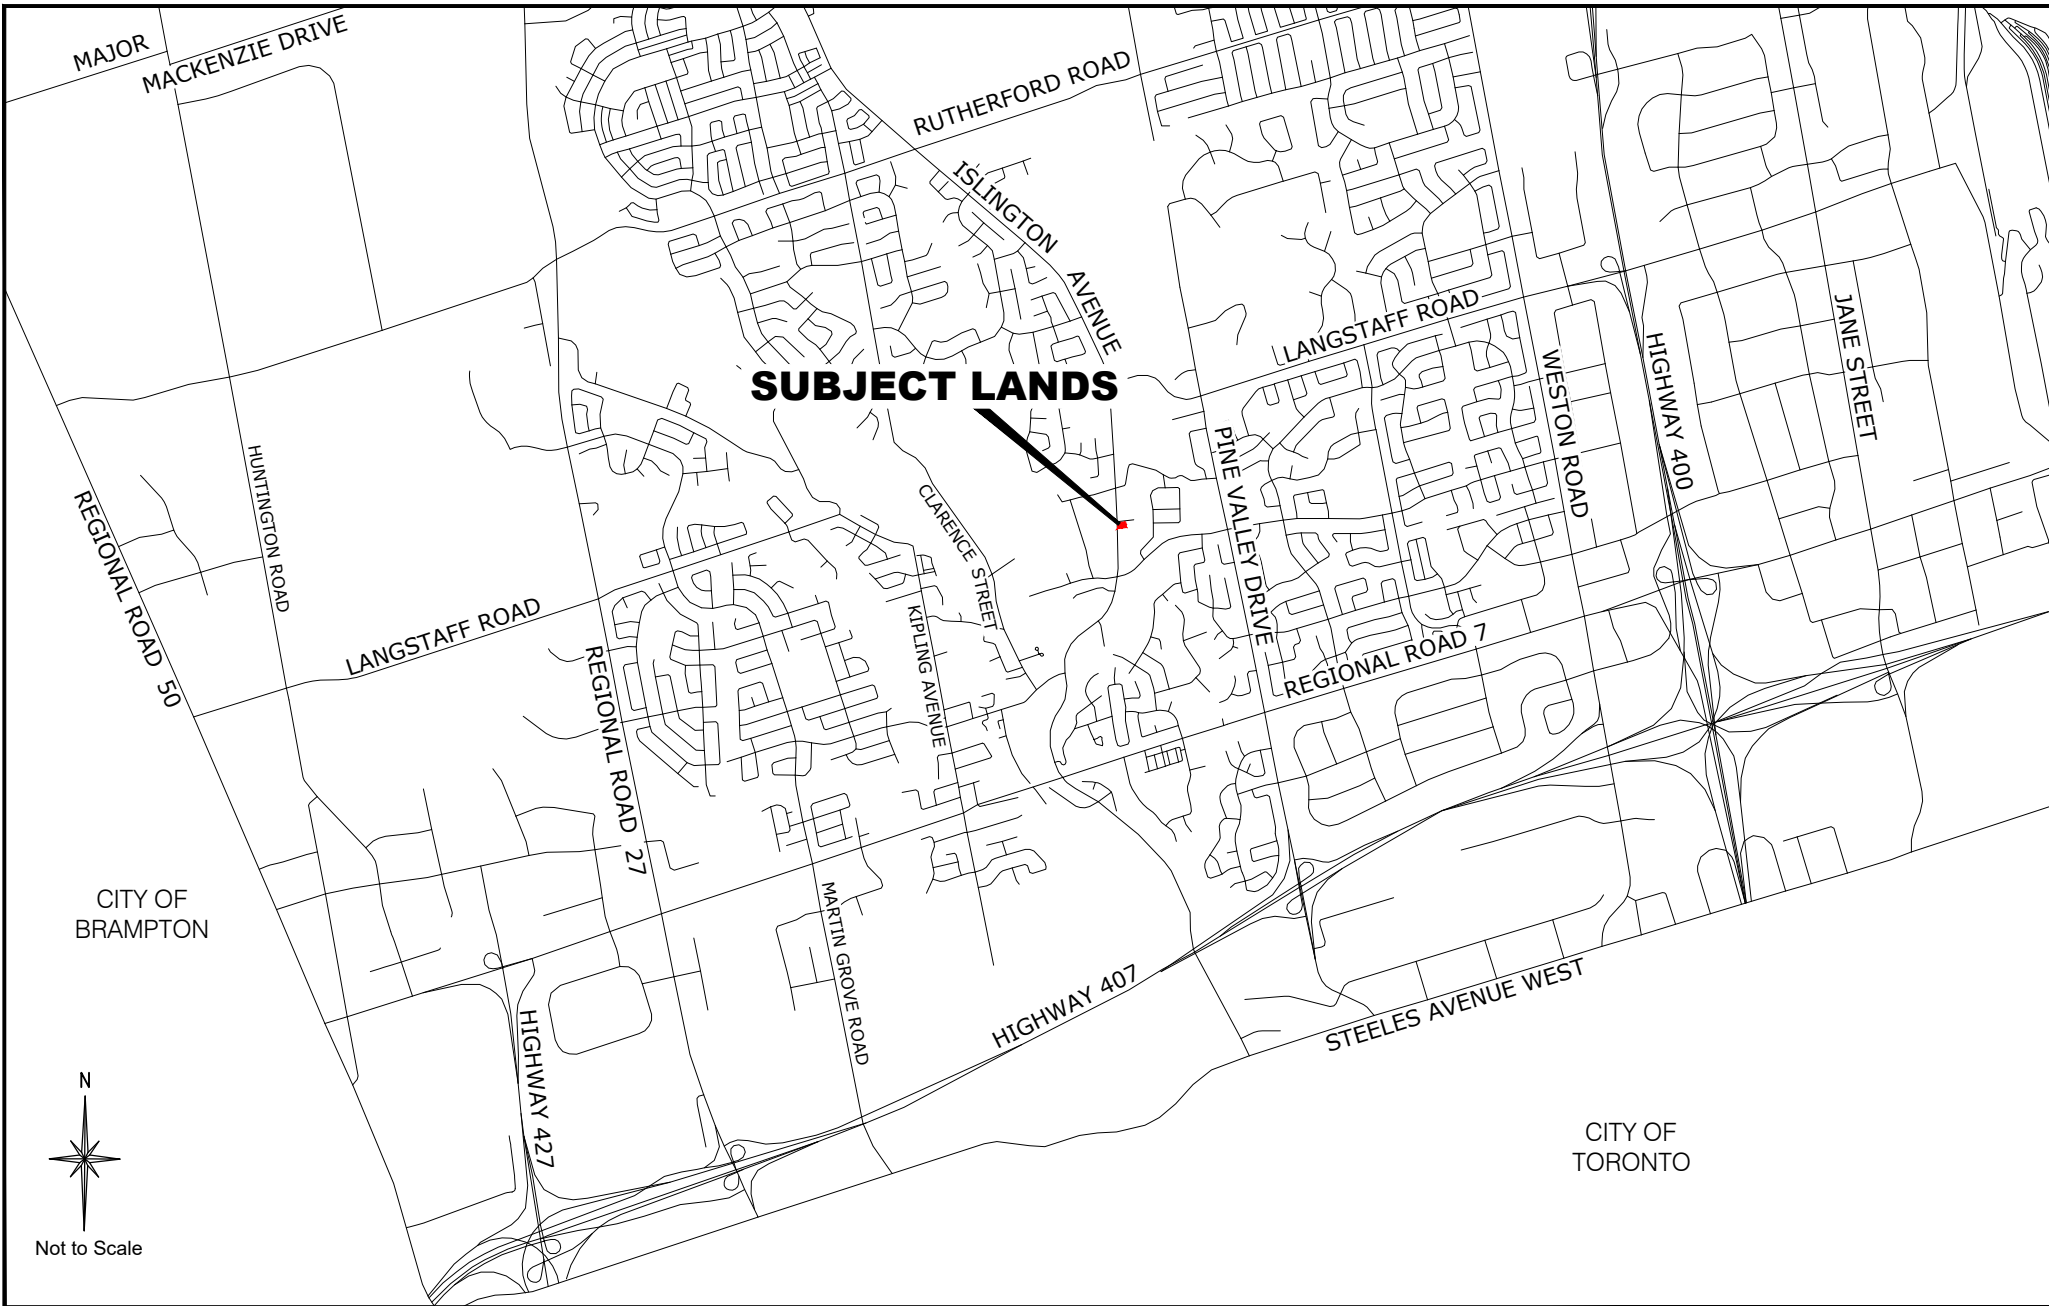 MAJOR
MACKENZIE DRIVE
RUTHERFORD ROAD
ISLINGTON
AVENUE
LANGSTAFF ROAD
JANE STREET
HIGHWAY 400
WESTON ROAD
SUBJECT LANDS
PINE VALLEY DRIVE
HUNTINGTON ROAD
REGIONAL ROAD 50
CLARENCE STREET
KIPLING AVENUE
LANGSTAFF ROAD
REGIONAL ROAD 27
REGIONAL ROAD 7
CITY OF
BRAMPTON
MARTIN GROVE ROAD
HIGHWAY 407
STEELES AVENUE WEST
HIGHWAY 427
N
Not to Scale
CITY OF
TORONTO